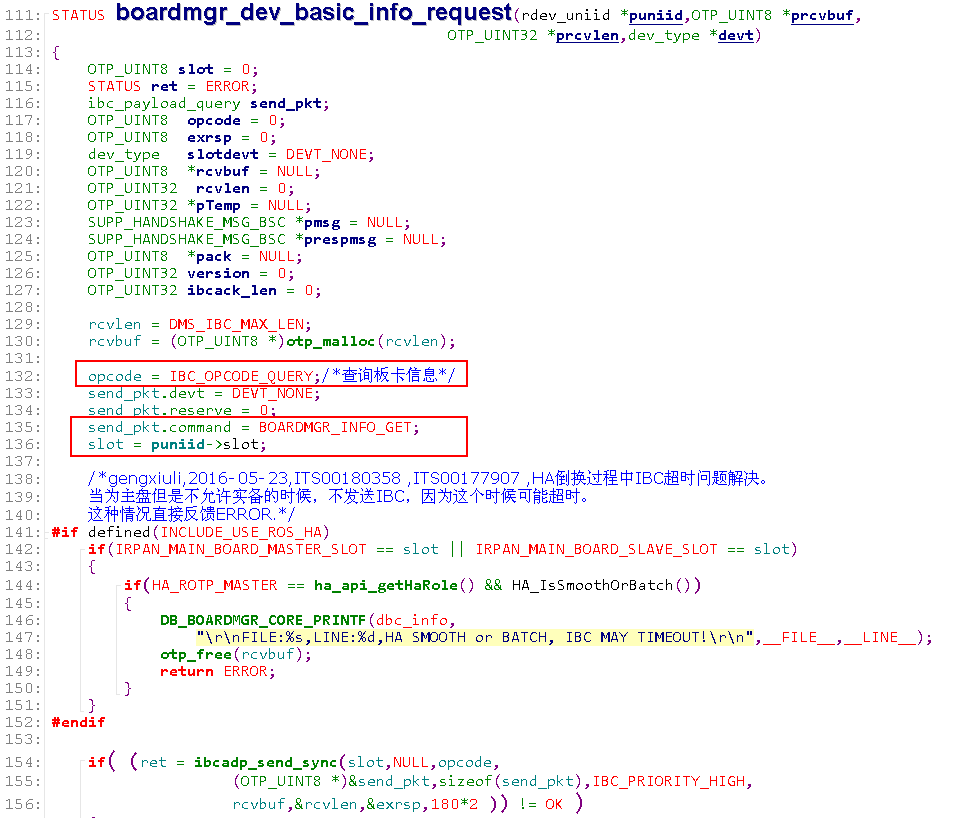 111: STATUS boardmgr_dev_basic_info_request(rdev_uniid *puniid,OTP_UINT8 *prcvbuf,
112: OTP_UINT32 *prcvlen,dev_type *devt)
113: {
114: OTP_UINT8 slot = 0;
115: STATUS ret = ERROR;
116: ibc_payload_query send_pkt;
117: OTP_UINT8 opcode = 0;
118: OTP_UINT8 exrsp = 0;
119: dev_type slotdevt = DEVT_NONE;
120: OTP_UINT8 *rcvbuf = NULL;
121: OTP_UINT32 rcvlen = 0;
122: OTP_UINT32 *pTemp = NULL;
123: SUPP_HANDSHAKE_MSG_BSC *pmsg = NULL;
124: SUPP_HANDSHAKE_MSG_BSC *prespmsg = NULL;
125: OTP_UINT8 *pack = NULL;
126: OTP_UINT32 version = 0;
127: OTP_UINT32 ibcack_len = 0;
128:
129: rcvlen = DMS_IBC_MAX_LEN;
130: rcvbuf = (OTP_UINT8 *)otp_malloc(rcvlen);
131:
132: opcode = IBC_OPCODE_QUERY;/*查询板卡信息*/
133: send_pkt.devt = DEVT_NONE;
134: send_pkt.reserve = 0;
135: send_pkt.command = BOARDMGR_INFO_GET;
136: slot = puniid->slot;
137:
138: /*gengxiuli,2016-05-23,ITS00180358 ,ITS00177907 ,HA倒换过程中IBC超时问题解决。
139: 当为主盘但是不允许实备的时候，不发送IBC，因为这个时候可能超时。
140: 这种情况直接反馈ERROR.*/
141: #if defined(INCLUDE_USE_ROS_HA)
142: if(IRPAN_MAIN_BOARD_MASTER_SLOT == slot || IRPAN_MAIN_BOARD_SLAVE_SLOT == slot)
143: {
144: if(HA_ROTP_MASTER == ha_api_getHaRole() && HA_IsSmoothOrBatch())
145: {
146: DB_BOARDMGR_CORE_PRINTF(dbc_info,
147: "\r\nFILE:%s,LINE:%d,HA SMOOTH or BATCH, IBC MAY TIMEOUT!\r\n",__FILE__,__LINE__);
148: otp_free(rcvbuf);
149: return ERROR;
150: }
151: }
152: #endif
153:
154: if( (ret = ibcadp_send_sync(slot,NULL,opcode,
155: (OTP_UINT8 *)&send_pkt,sizeof(send_pkt),IBC_PRIORITY_HIGH,
156: rcvbuf,&rcvlen,&exrsp,180*2 )) != OK )